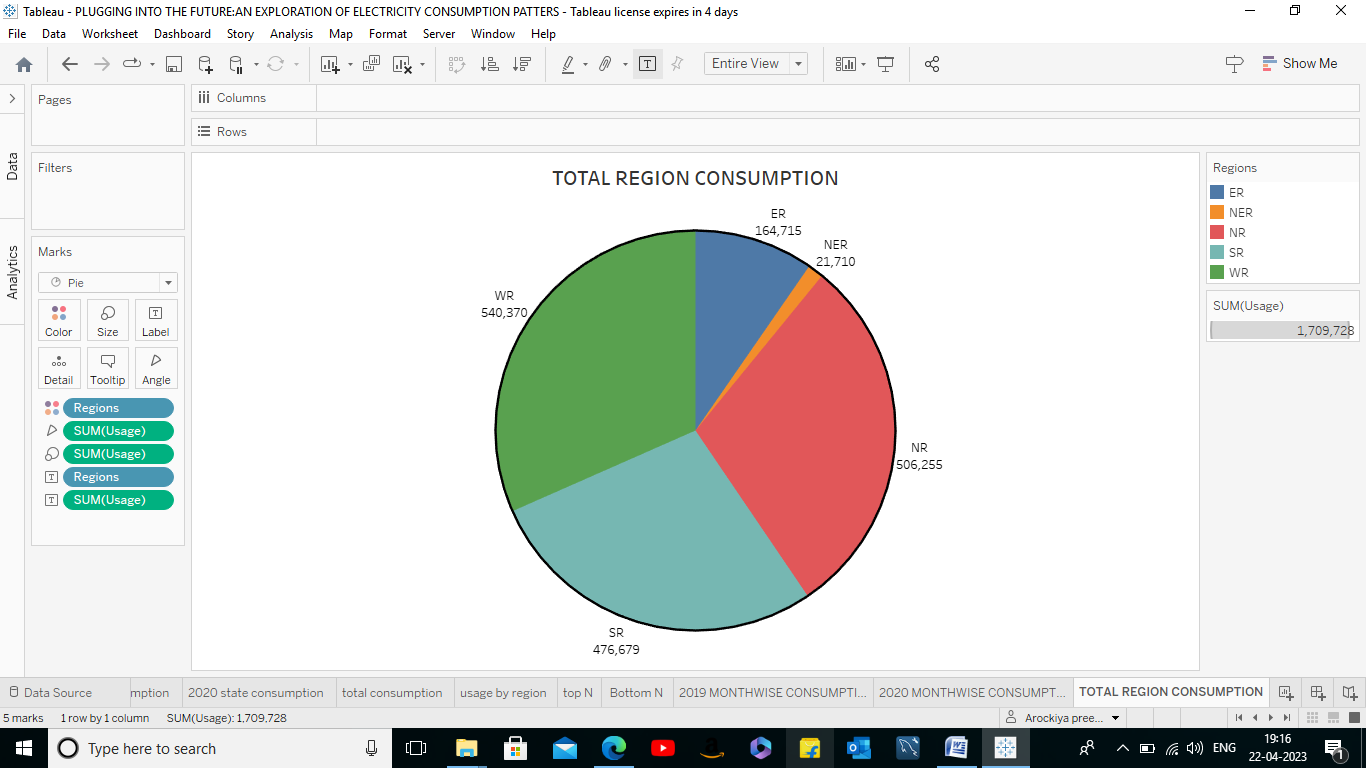 Tableau - PLUGGING INTO THE FUTURE:AN EXPLORATION OF ELECTRICITY CONSUMPTION PATTERS - Tableau license expires in 4 days
File Data Worksheet Dashboard Story Analysis Map Format Server Window Help
Entire View
Show Me
Pages
Columns
Rows
Data
Analytics
Filters
Marks
Pie
Color Size Label
Detail Tooltip Angle
Regions
SUM(Usage)
SUM(Usage)
Regions
SUM(Usage)
TOTAL REGION CONSUMPTION
ER
164,715
NER
21,710
WR
540,370
NR
506,255
SR
476,679
Regions
ER
NER
NR
SR
WR
SUM(Usage)
1,709,728
Data Source mption 2020 state consumption total consumption usage by region top N Bottom N 2019 MONTHWISE CONSUMPTI... 2020 MONTHWISE CONSUMPT... TOTAL REGION CONSUMPTION
5 marks 1 row by 1 column SUM(Usage): 1,709,728 Arockiya pree...
Type here to search
ENG
19:16
22-04-2023
1